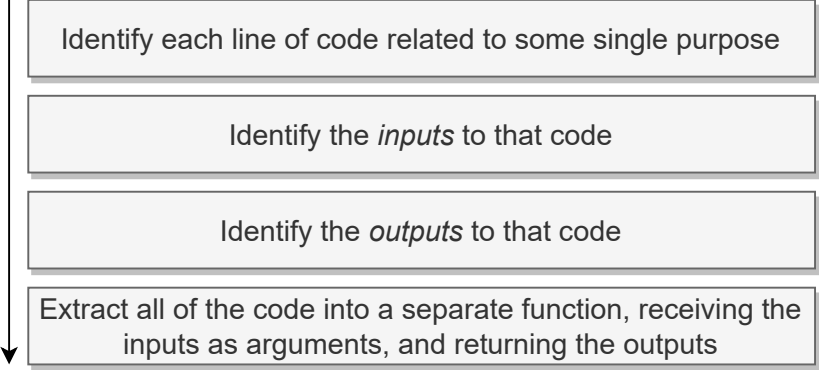 Identify each line of code related to some single purpose
Identify the inputs to that code
Identify the outputs to that code
Extract all of the code into a separate function, receiving the
inputs as arguments, and returning the outputs